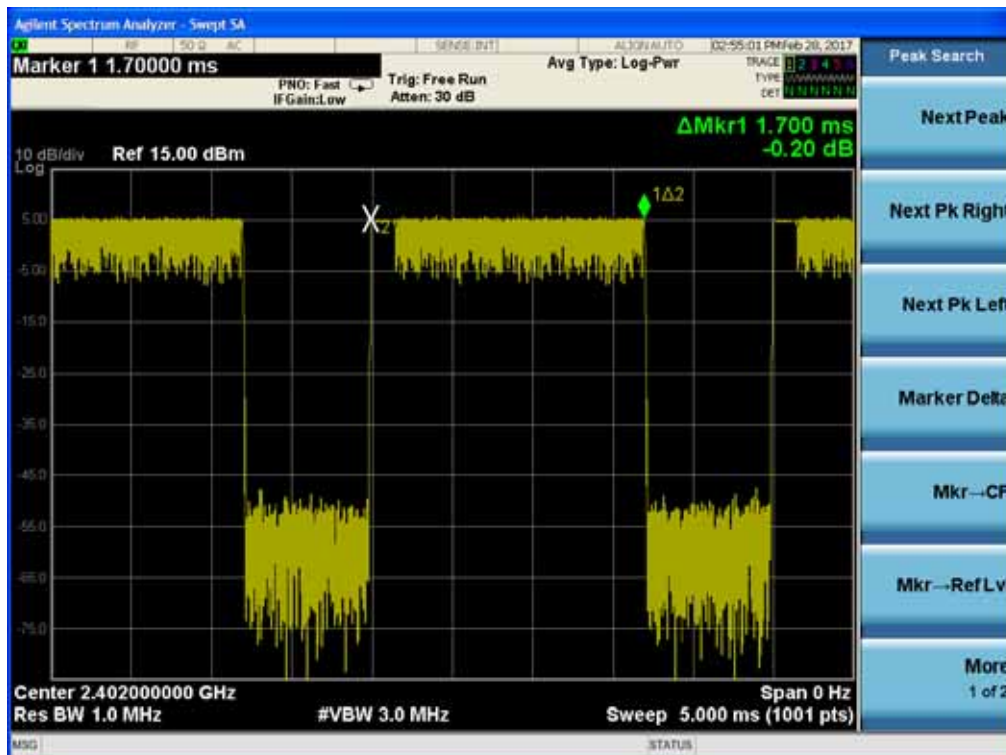 Agilent Spectrum Analyzer - Swept SA
RF 50 Ω AC SENSE:INT ALIGN AUTO 02:55:01 PM Feb 28, 2017
Marker 1 1.70000 ms
PNO: Fast
IFGain:Low
Trig: Free Run
Atten: 30 dB
Avg Type: Log-Pwr
TRACE 1 2 3 4 5 6
TYPE
DET N N N N N N
ΔMkr1 1.700 ms
-0.20 dB
10 dB/div Ref 15.00 dBm
Log
5.00
-5.00
-15.0
-25.0
-35.0
-45.0
-55.0
-65.0
-75.0
2
1Δ2
Center 2.402000000 GHz Span 0 Hz
Res BW 1.0 MHz #VBW 3.0 MHz Sweep 5.000 ms (1001 pts)
MSG STATUS
Peak Search
Next Peak
Next Pk Right
Next Pk Left
Marker Delta
Mkr→CF
Mkr→Ref Lv
More
1 of 2